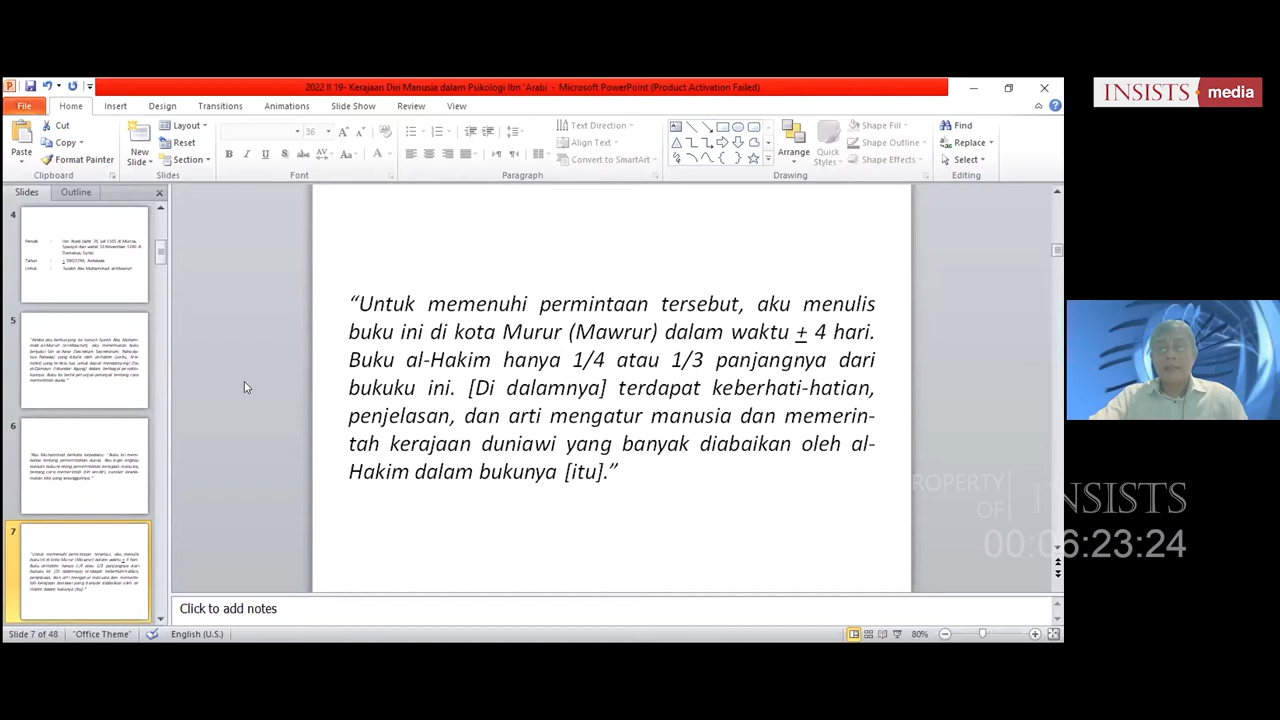 INSISTS media
2022 II 19- Kerajaan Diri Manusia dalam Psikologi Ibn 'Arabi - Microsoft PowerPoint (Product Activation Failed)
File Home Insert Design Transitions Animations Slide Show Review View
Paste
Cut
Copy
Format Painter
Clipboard
New Slide
Layout
Reset
Section
Slides
36
Font
Paragraph
Text Direction
Align Text
Convert to SmartArt
Arrange
Quick Styles
Shape Fill
Shape Outline
Shape Effects
Drawing
Find
Replace
Select
Editing
Slides Outline
4
5
6
7
“Untuk memenuhi permintaan tersebut, aku menulis
buku ini di kota Murur (Mawrur) dalam waktu ± 4 hari.
Buku al-Hakim hanya 1/4 atau 1/3 panjangnya dari
bukuku ini. [Di dalamnya] terdapat keberhati-hatian,
penjelasan, dan arti mengatur manusia dan memerin-
tah kerajaan duniawi yang banyak diabaikan oleh al-
Hakim dalam bukunya [itu].”
PROPERTY
OF
INSISTS
00:06:23:24
Click to add notes
Slide 7 of 48 "Office Theme" English (U.S.) 80%